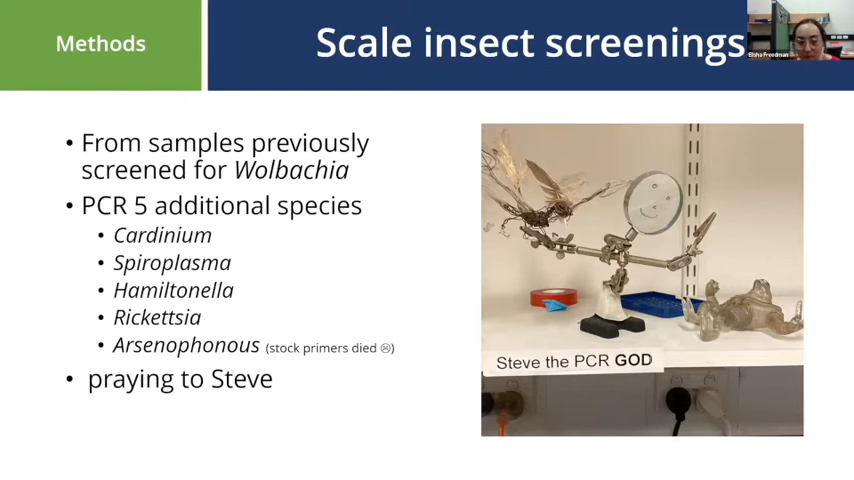 Methods
Scale insect screenings
Elisha Freedman
• From samples previously
screened for Wolbachia
• PCR 5 additional species
• Cardinium
• Spiroplasma
• Hamiltonella
• Rickettsia
• Arsenophonous (stock primers died ☹)
• praying to Steve
Steve the PCR GOD